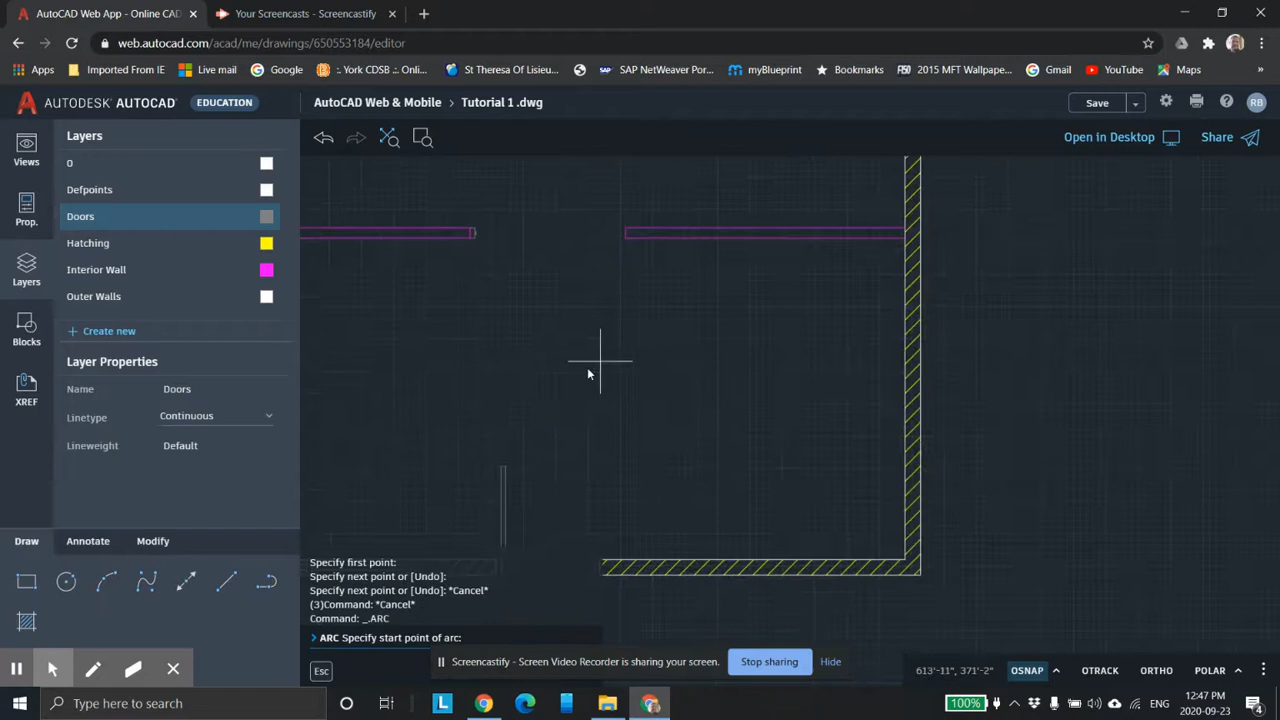 AutoCAD Web App - Online CAD
Your Screencasts - Screencastify
web.autocad.com/acad/me/drawings/650553184/editor
Apps
Imported From IE
Live mail
Google
: York CDSB :. Onli...
St Theresa Of Lisieu...
SAP NetWeaver Por...
myBlueprint
Bookmarks
2015 MFT Wallpape...
Gmail
YouTube
Maps
AUTODESK AUTOCAD EDUCATION
AutoCAD Web & Mobile > Tutorial 1 .dwg
Save
RB
Views
Prop.
Layers
Blocks
XREF
Layers
0
Defpoints
Doors
Hatching
Interior Wall
Outer Walls
+ Create new
Layer Properties
Name Doors
Linetype Continuous
Lineweight Default
Open in Desktop
Share
Draw Annotate Modify
Specify first point:
Specify next point or [Undo]:
Specify next point or [Undo]: *Cancel*
(3)Command: *Cancel*
Command: _.ARC
> ARC Specify start point of arc:
Esc
Screencastify - Screen Video Recorder is sharing your screen.
Stop sharing
Hide
613'-11", 371'-2"
OSNAP
OTRACK
ORTHO
POLAR
Type here to search
L
100%
ENG
12:47 PM
2020-09-23
4